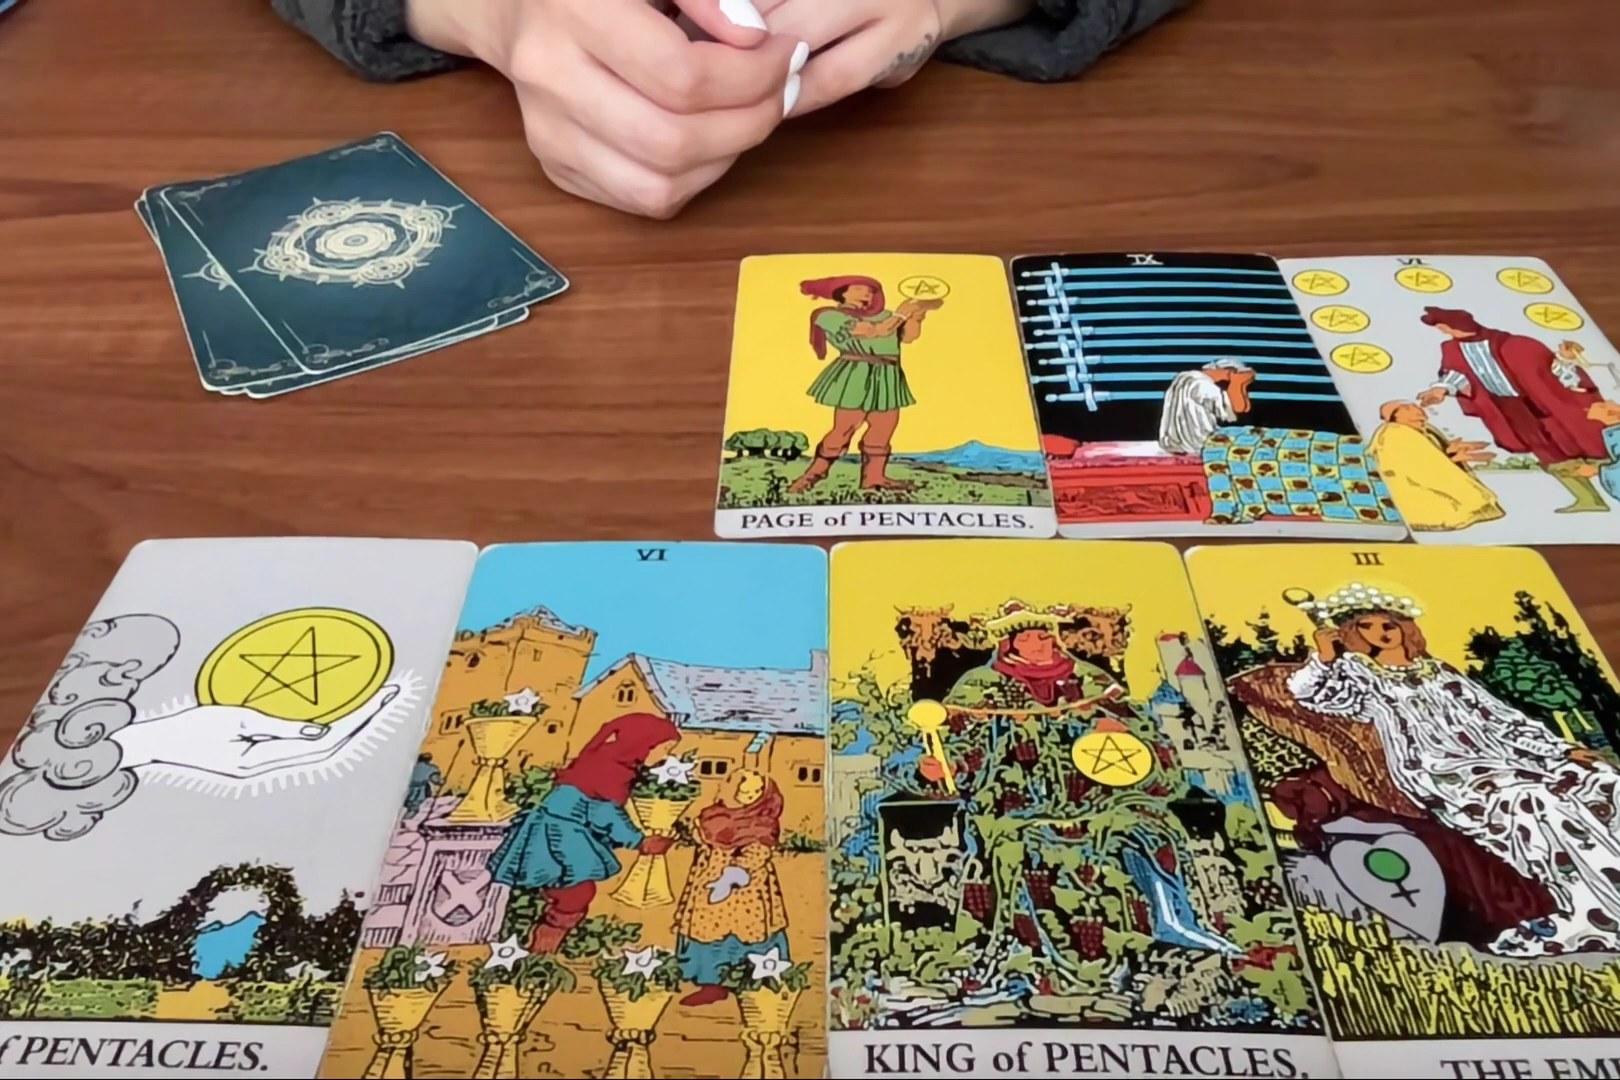 IX
VI
PAGE of PENTACLES.
VI
III
f PENTACLES.
KING of PENTACLES.
THE EM